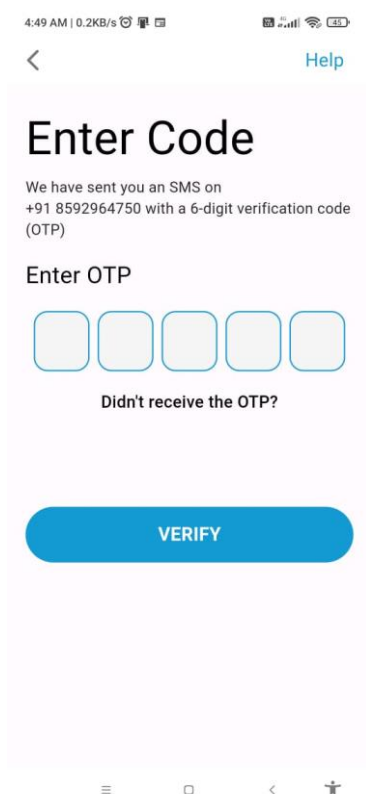 4:49 AM | 0.2KB/s
45
Help
Enter Code
We have sent you an SMS on
+91 8592964750 with a 6-digit verification code
(OTP)
Enter OTP
Didn't receive the OTP?
VERIFY